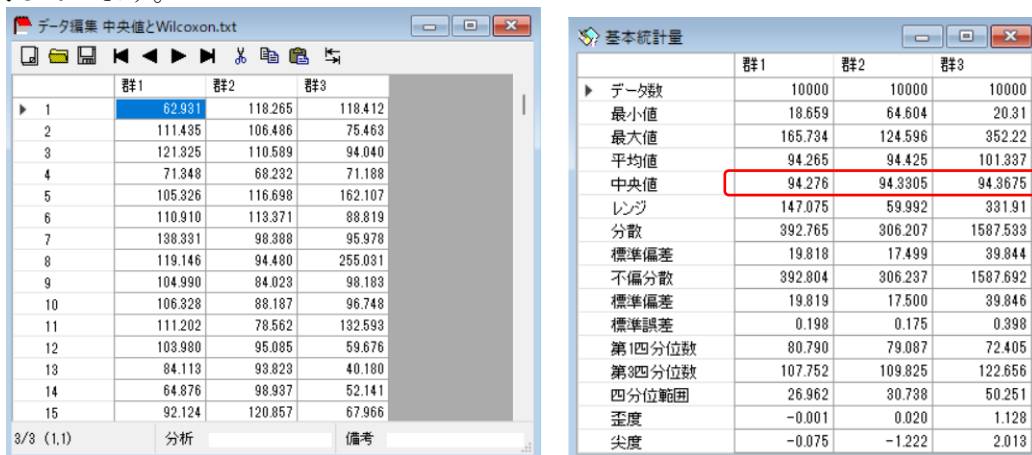 データ編集 中央値とWilcoxon.txt
群1 群2 群3
1 62.931 118.265 118.412
2 111.435 106.486 75.463
3 121.325 110.589 94.040
4 71.348 68.232 71.188
5 105.326 116.698 162.107
6 110.910 113.371 88.819
7 138.331 98.388 95.978
8 119.146 94.480 255.031
9 104.990 84.023 98.183
10 106.328 88.187 96.748
11 111.202 78.562 132.593
12 103.980 95.085 59.676
13 84.113 93.823 40.180
14 64.876 98.937 52.141
15 92.124 120.857 67.966
3/3 (1,1) 分析 備考
基本統計量
群1 群2 群3
データ数 10000 10000 10000
最小値 18.659 64.604 20.31
最大値 165.734 124.596 352.22
平均値 94.265 94.425 101.337
中央値 94.276 94.3305 94.3675
レンジ 147.075 59.992 331.91
分散 392.765 306.207 1587.533
標準偏差 19.818 17.499 39.844
不偏分散 392.804 306.237 1587.692
標準偏差 19.819 17.500 39.846
標準誤差 0.198 0.175 0.398
第1四分位数 80.790 79.087 72.405
第3四分位数 107.752 109.825 122.656
四分位範囲 26.962 30.738 50.251
歪度 -0.001 0.020 1.128
尖度 -0.075 -1.222 2.013